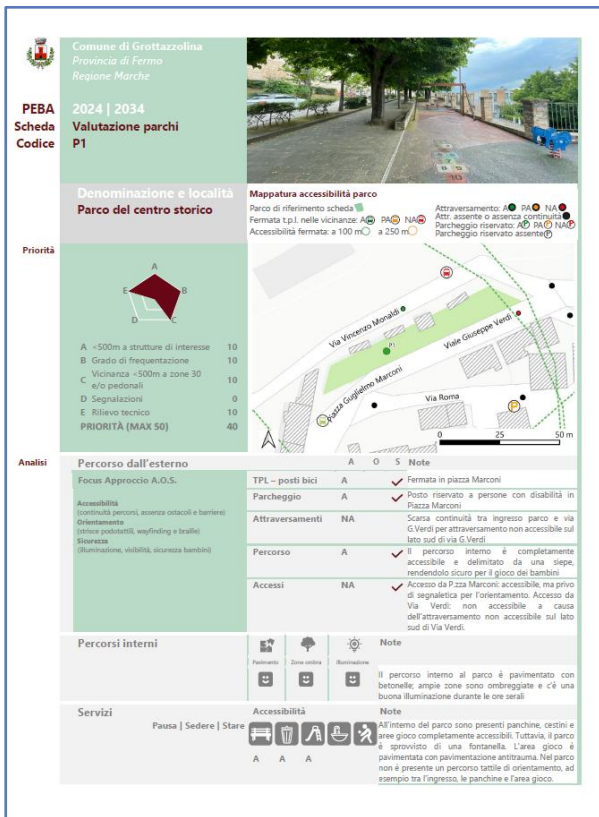 Comune di Grottazzolina
Provincia di Fermo
Regione Marche
PEBA 2024 | 2034
Scheda Valutazione parchi
Codice P1
Denominazione e località
Parco del centro storico
Mappatura accessibilità parco
Parco di riferimento scheda
Fermata t.p.l. nelle vicinanze: A PA NA
Accessibilità fermata: a 100 m a 250 m
Attraversamento: A PA NA
Attr. assente o assenza continuità
Parcheggio riservato: A P PA P NA P
Parcheggio riservato assente P
Priorità
A
E B
D C
A <500m a strutture di interesse 10
B Grado di frequentazione 10
C Vicinanza <500m a zone 30 e/o pedonali 10
D Segnalazioni 0
E Rilievo tecnico 10
PRIORITÀ (MAX 50) 40
Via Vincenzo Monaldi
P1
Viale Giuseppe Verdi
Piazza Guglielmo Marconi
Via Roma
P
0 25 50 m
Analisi
Percorso dall'esterno A O S Note
Focus Approccio A.O.S.
Accessibilità
(continuità percorsi, assenza ostacoli e barriere)
Orientamento
(strisce podotattili, wayfinding e braille)
Sicurezza
(illuminazione, visibilità, sicurezza bambini)
TPL – posti bici A Fermata in piazza Marconi
Parcheggio A Posto riservato a persone con disabilità in
Piazza Marconi
Attraversamenti NA Scarsa continuità tra ingresso parco e via
G.Verdi per attraversamento non accessibile sul
lato sud di via G.Verdi
Percorso A Il percorso interno è completamente
accessibile e delimitato da una siepe,
rendendolo sicuro per il gioco dei bambini
Accessi NA Accesso da P.zza Marconi: accessibile, ma privo
di segnaletica per l'orientamento. Accesso da
Via Verdi: non accessibile a causa
dell'attraversamento non accessibile sul lato
sud di Via Verdi.
Percorsi interni Note
Pavimento Zone ombra Illuminazione
Il percorso interno al parco è pavimentato con
betonelle; ampie zone sono ombreggiate e c'è una
buona illuminazione durante le ore serali
Servizi Accessibilità Note
Pausa | Sedere | Stare
A A A
All'interno del parco sono presenti panchine, cestini e
aree gioco completamente accessibili. Tuttavia, il parco
è sprovvisto di una fontanella. L'area gioco è
pavimentata con pavimentazione antitrauma. Nel parco
non è presente un percorso tattile di orientamento, ad
esempio tra l'ingresso, le panchine e l'area gioco.